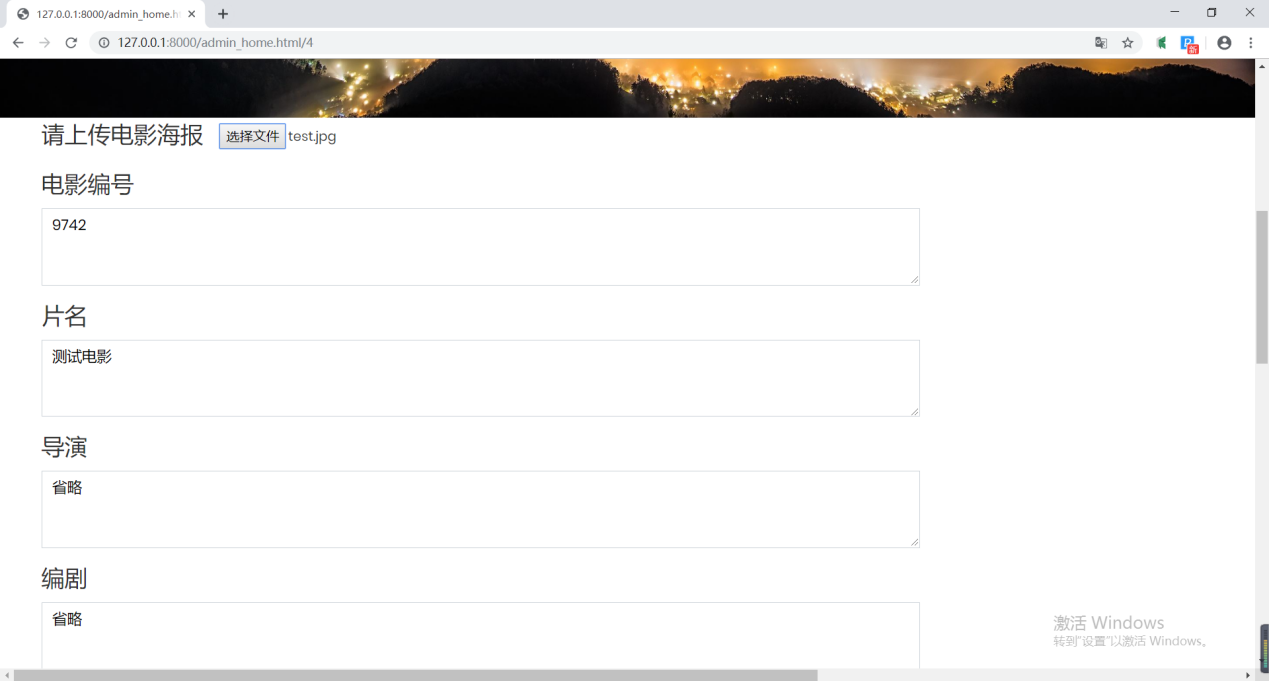 127.0.0.1:8000/admin_home.h
127.0.0.1:8000/admin_home.html/4
请上传电影海报 选择文件 test.jpg
电影编号
9742
片名
测试电影
导演
省略
编剧
省略
激活 Windows
转到"设置"以激活 Windows。